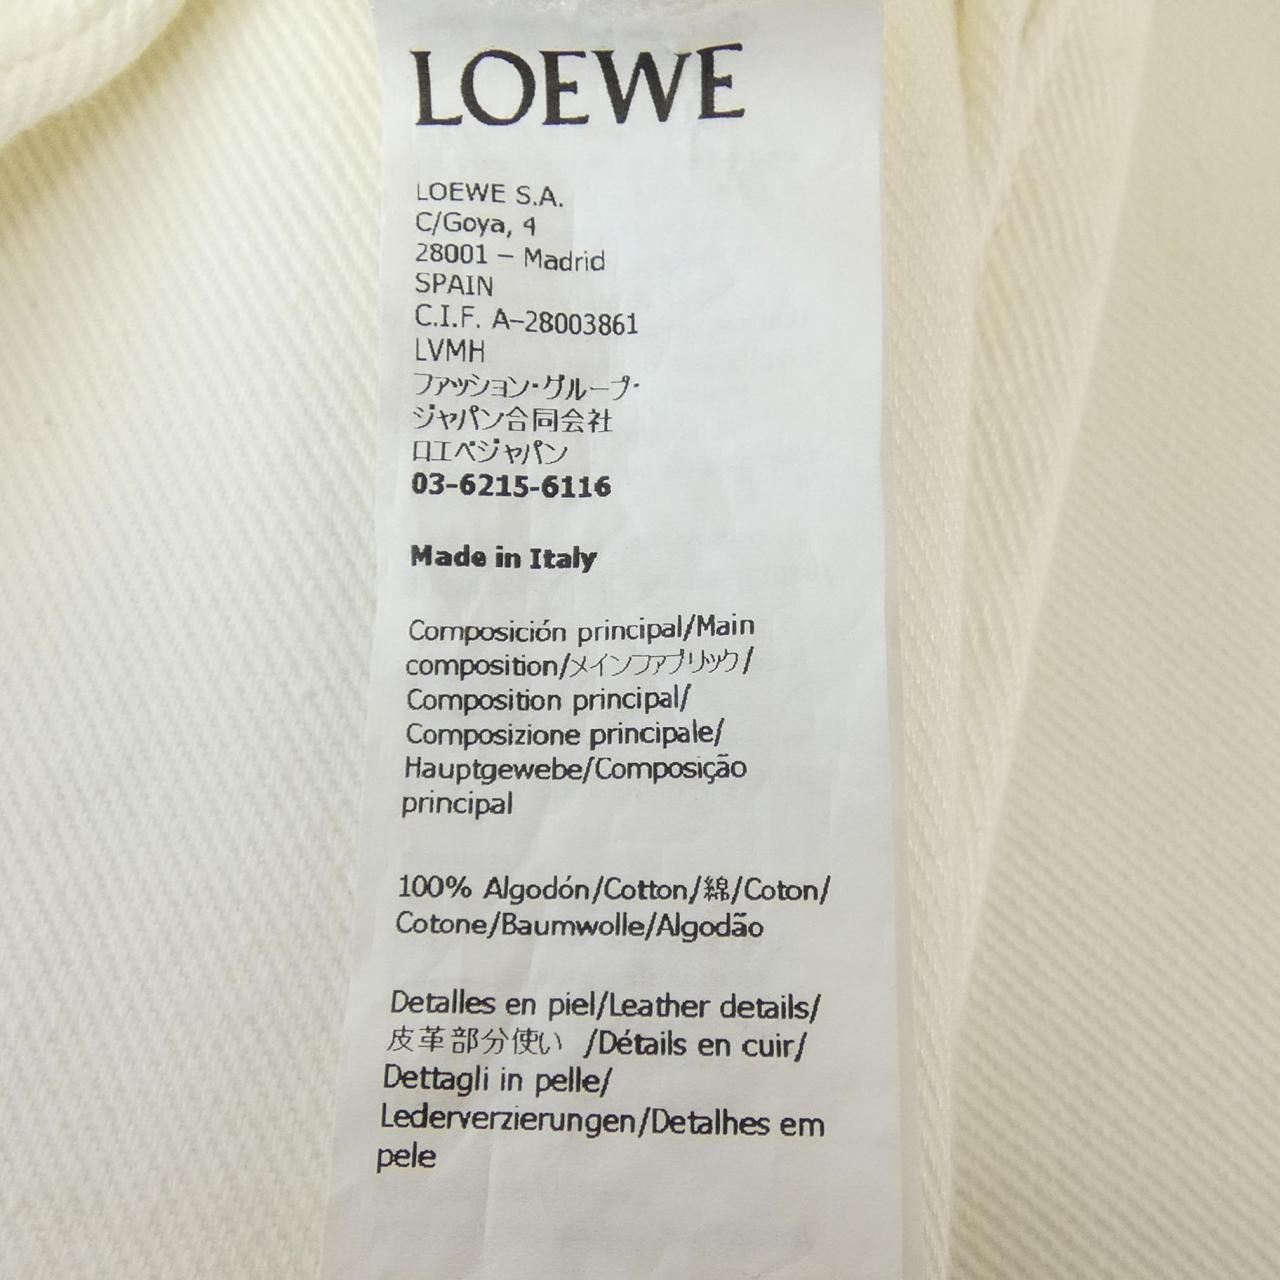 LOEWE
LOEWE S.A.
C/Goya, 4
28001 – Madrid
SPAIN
C.I.F. A–28003861
LVMH
ファッション・グループ・
ジャパン合同会社
ロエベジャパン
03-6215-6116
Made in Italy
Composición principal/Main
composition/メインファブリック/
Composition principal/
Composizione principale/
Hauptgewebe/Composição
principal
100% Algodón/Cotton/綿/Coton/
Cotone/Baumwolle/Algodão
Detalles en piel/Leather details/
皮革部分使い /Détails en cuir/
Dettagli in pelle/
Lederverzierungen/Detalhes em
pele